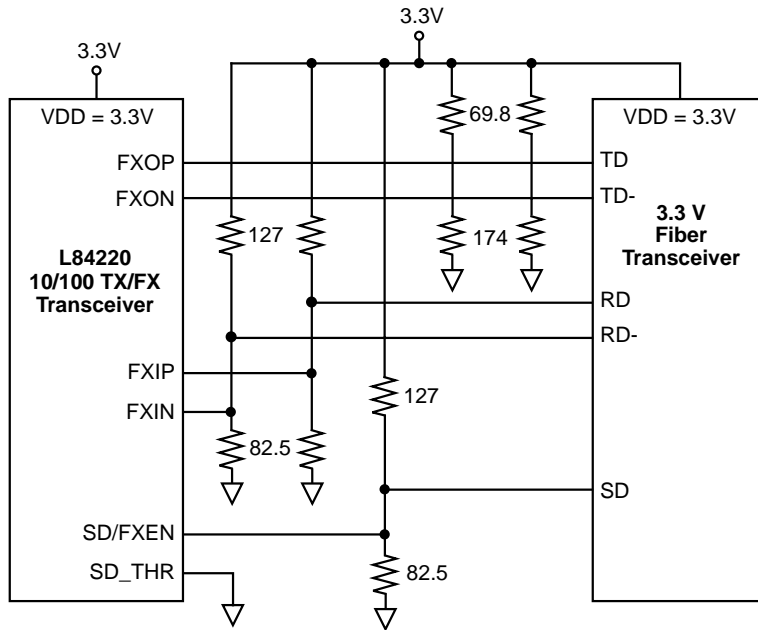 3.3V
3.3V
VDD = 3.3V
69.8
VDD = 3.3V
FXOP
TD
FXON
TD-
127
174
3.3 V
Fiber
Transceiver
L84220
10/100 TX/FX
Transceiver
RD
RD-
FXIP
127
FXIN
82.5
SD
SD/FXEN
SD_THR
82.5